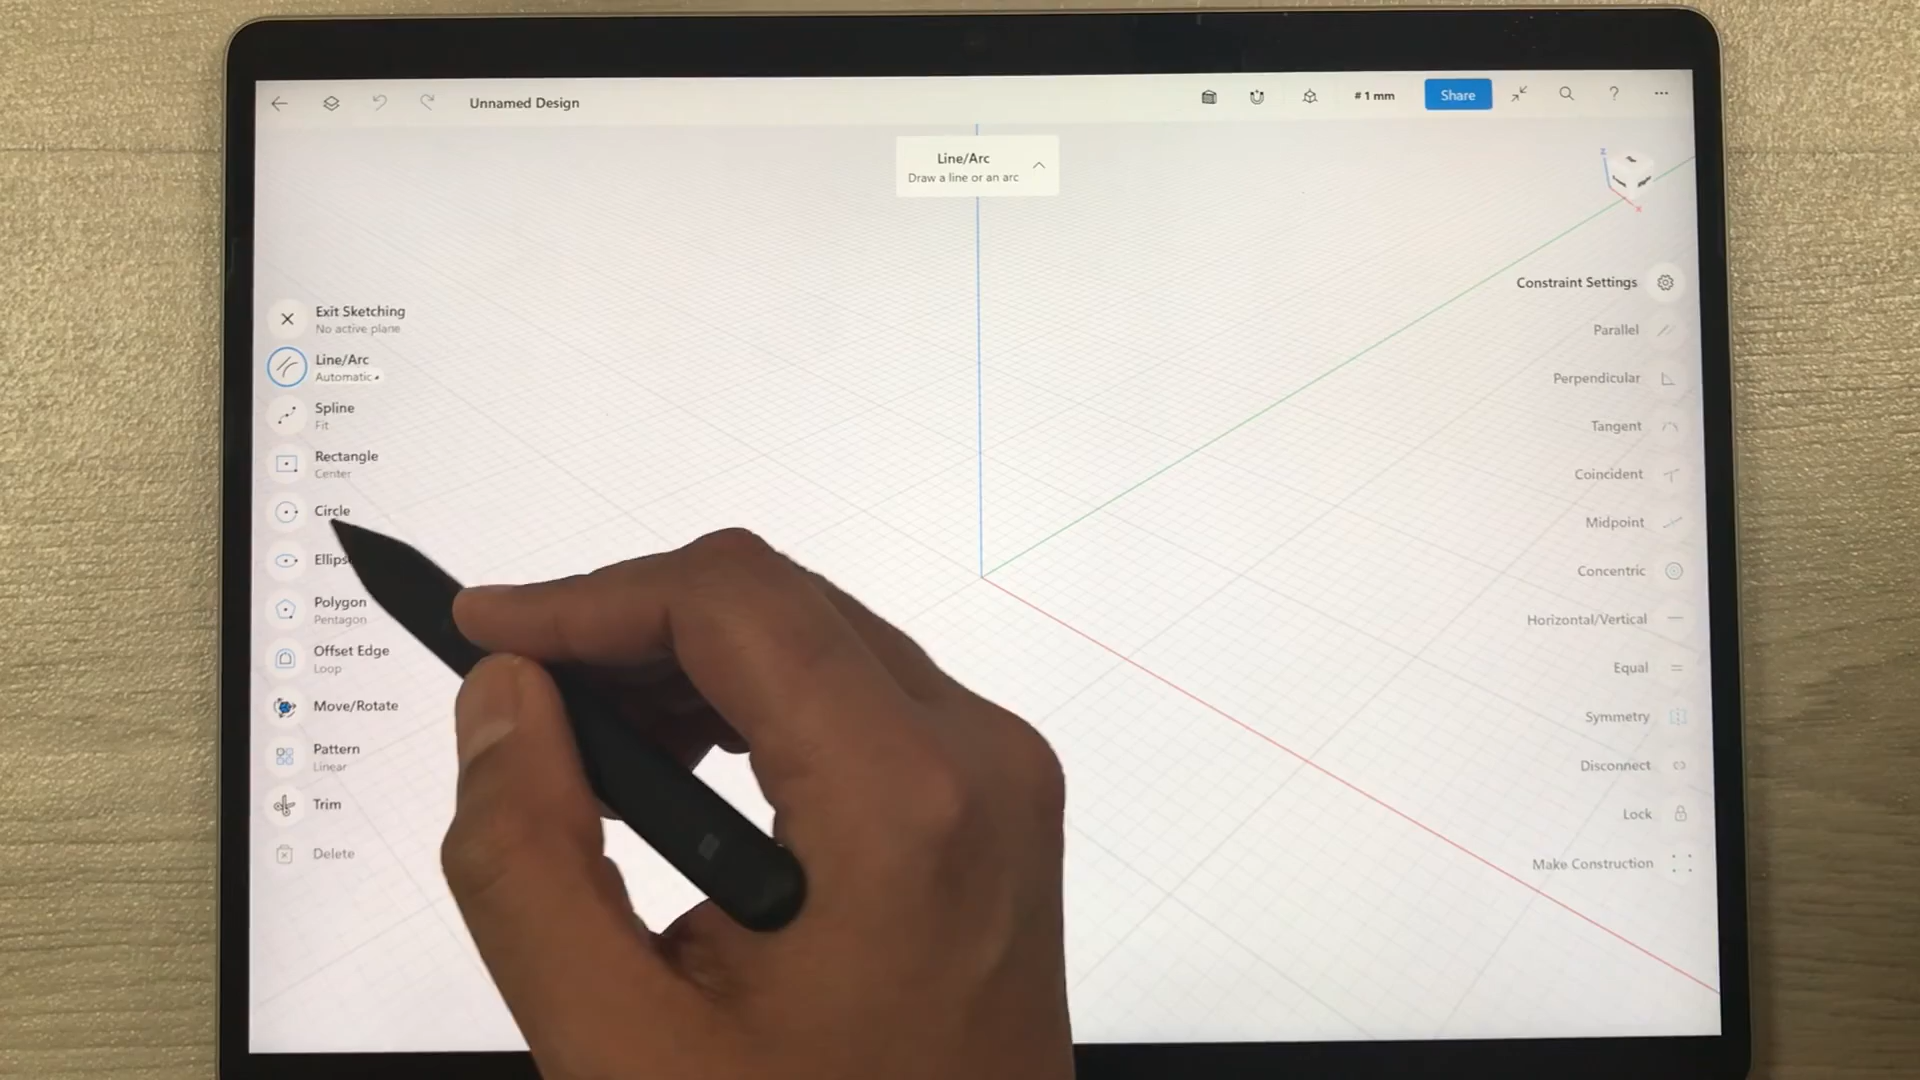 Unnamed Design
# 1 mm
Share
?
Line/Arc
Draw a line or an arc
Z
X
Exit Sketching
No active plane
Line/Arc
Automatic
Spline
Fit
Rectangle
Center
Circle
Ellips
Polygon
Pentagon
Offset Edge
Loop
Move/Rotate
Pattern
Linear
Trim
Delete
Constraint Settings
Parallel
Perpendicular
Tangent
Coincident
Midpoint
Concentric
Horizontal/Vertical
Equal
Symmetry
Disconnect
Lock
Make Construction